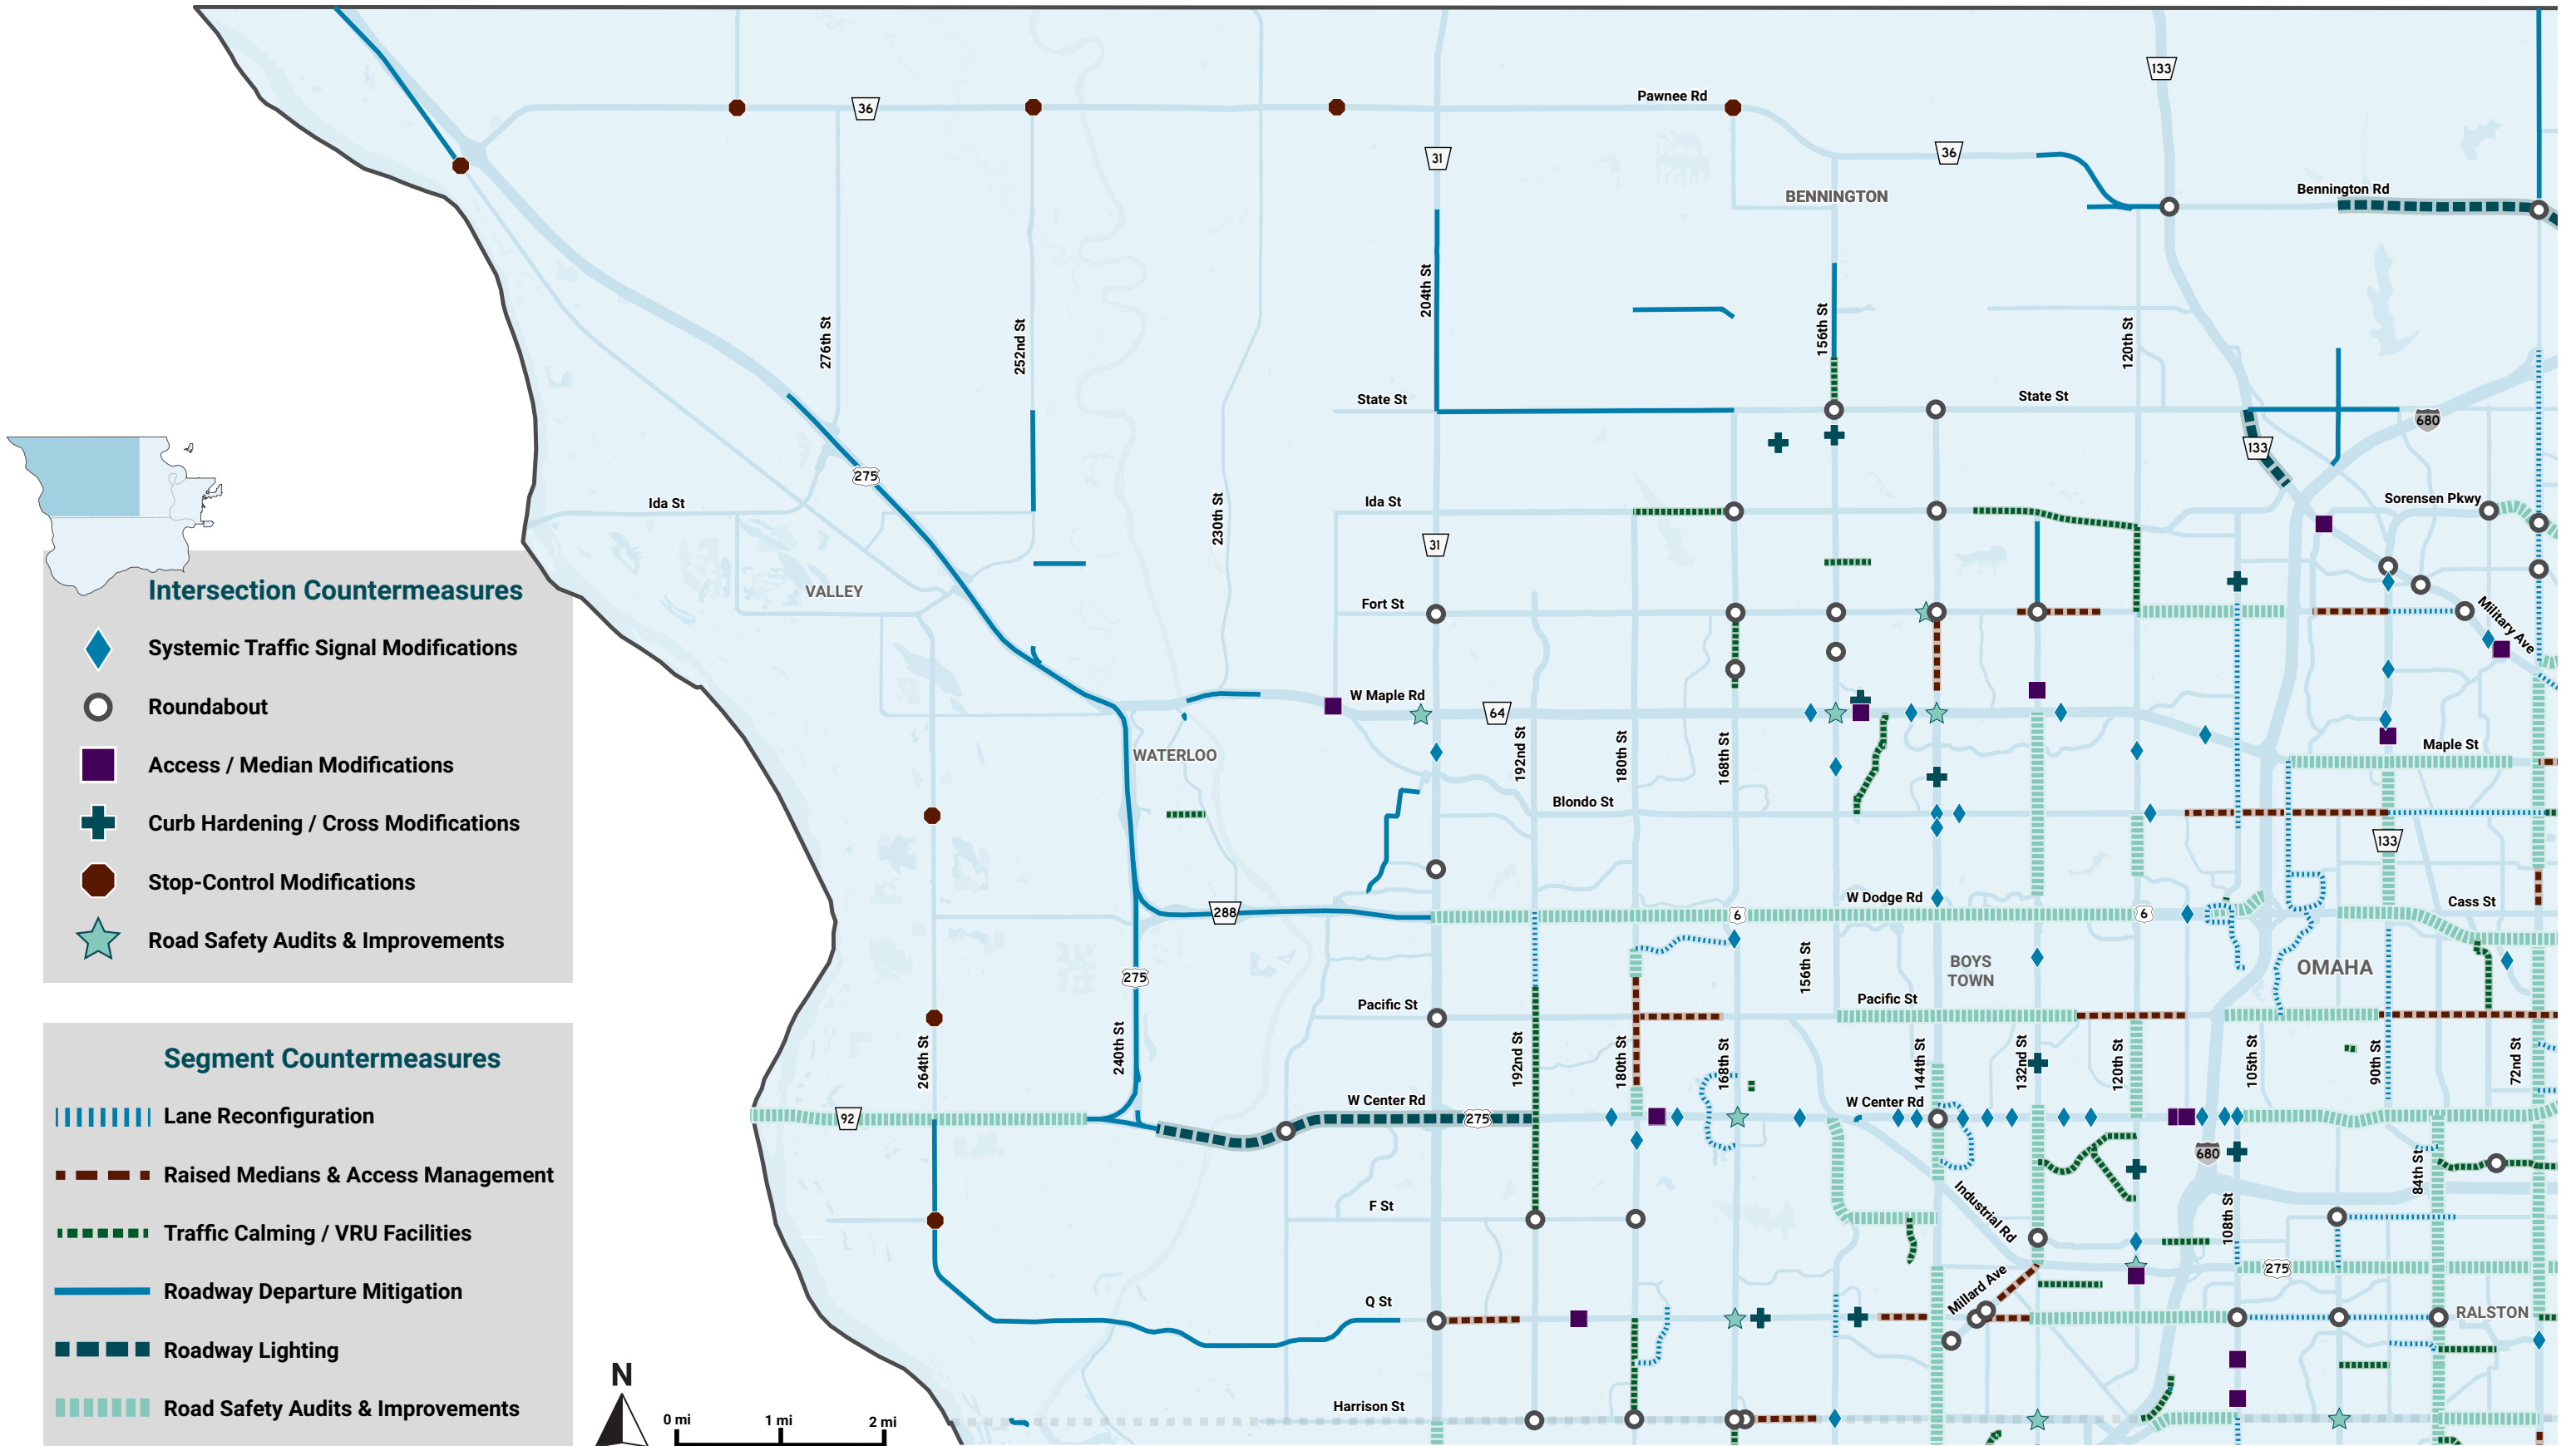 133
36
Pawnee Rd
31
36
Bennington Rd
BENNINGTON
204th St
276th St
252nd St
156th St
120th St
State St
State St
680
133
275
Ida St
230th St
Ida St
Sorensen Pkwy
31
VALLEY
Fort St
Military Ave
W Maple Rd
64
WATERLOO
192nd St
180th St
168th St
Maple St
Blondo St
133
288
W Dodge Rd
6
6
Cass St
156th St
BOYS
TOWN
OMAHA
275
Pacific St
Pacific St
264th St
240th St
192nd St
180th St
168th St
144th St
132nd St
120th St
105th St
90th St
72nd St
92
W Center Rd
275
W Center Rd
680
84th St
F St
Industrial Rd
108th St
275
Millard Ave
Q St
RALSTON
Harrison St
Intersection Countermeasures
Systemic Traffic Signal Modifications
Roundabout
Access / Median Modifications
Curb Hardening / Cross Modifications
Stop-Control Modifications
Road Safety Audits & Improvements
Segment Countermeasures
Lane Reconfiguration
Raised Medians & Access Management
Traffic Calming / VRU Facilities
Roadway Departure Mitigation
Roadway Lighting
Road Safety Audits & Improvements
N
0 mi 1 mi 2 mi